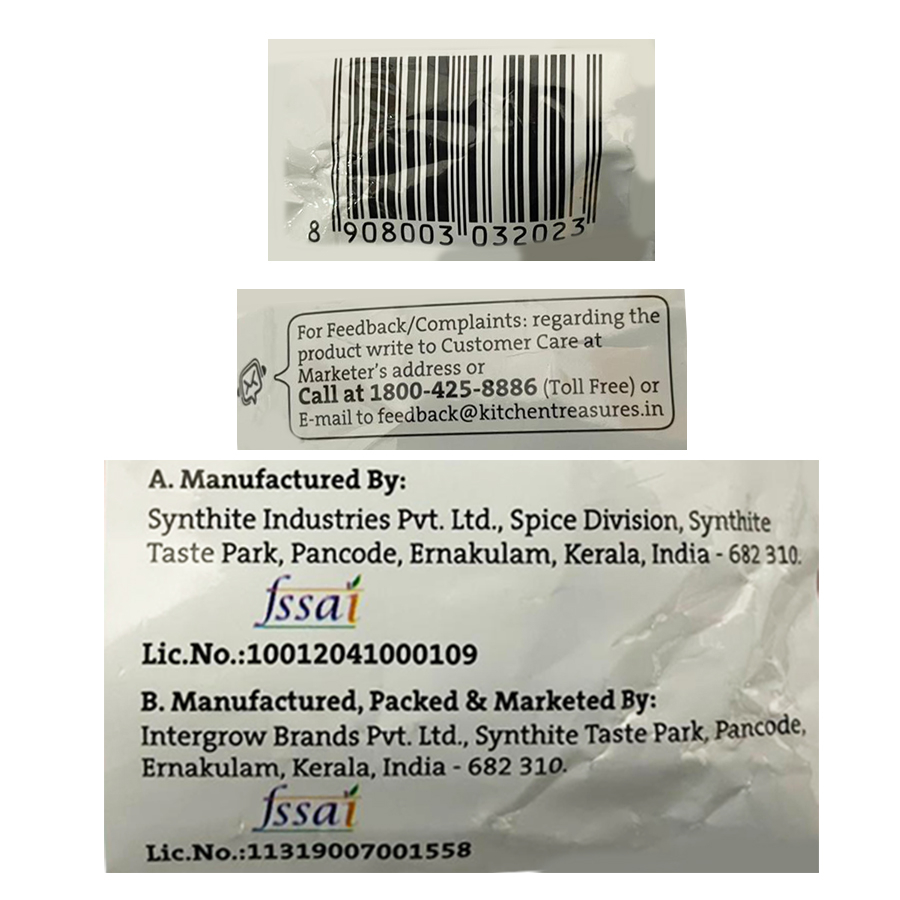 8 908003 032023
For Feedback/Complaints: regarding the
product write to Customer Care at
Marketer's address or
Call at 1800-425-8886 (Toll Free) or
E-mail to feedback@kitchentreasures.in
A. Manufactured By:
Synthite Industries Pvt. Ltd., Spice Division, Synthite
Taste Park, Pancode, Ernakulam, Kerala, India - 682 310.
fssai
Lic.No.:10012041000109
B. Manufactured, Packed & Marketed By:
Intergrow Brands Pvt. Ltd., Synthite Taste Park, Pancode,
Ernakulam, Kerala, India - 682 310.
fssai
Lic.No.:11319007001558